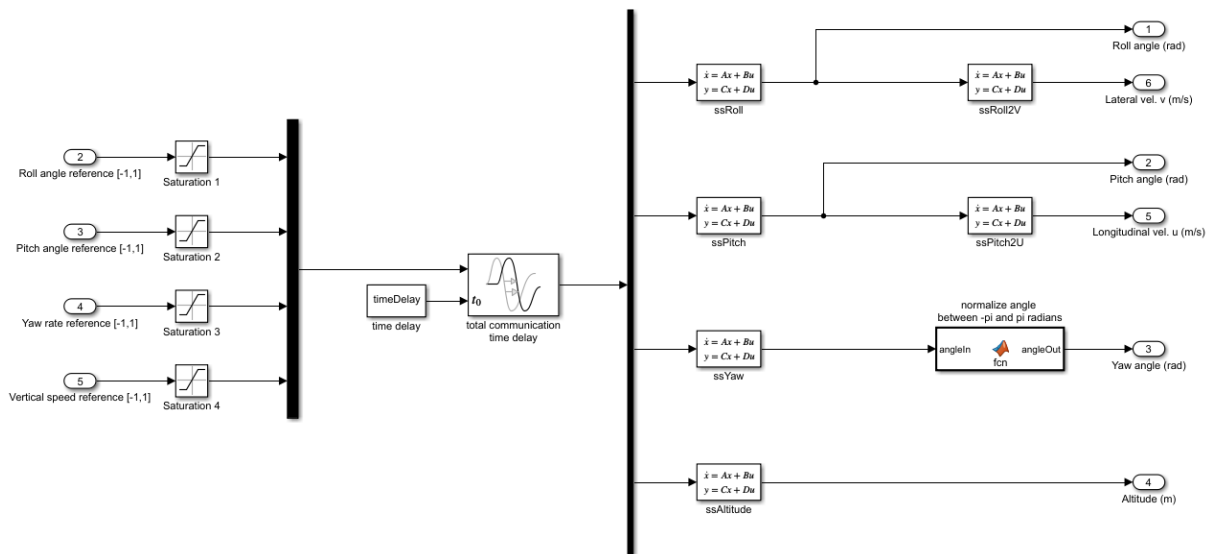 1
Roll angle (rad)
ẋ = Ax + Bu
y = Cx + Du
ssRoll
ẋ = Ax + Bu
y = Cx + Du
ssRoll2V
6
Lateral vel. v (m/s)
2
Roll angle reference [-1,1]
Saturation 1
2
Pitch angle (rad)
3
Pitch angle reference [-1,1]
Saturation 2
ẋ = Ax + Bu
y = Cx + Du
ssPitch
ẋ = Ax + Bu
y = Cx + Du
ssPitch2U
5
Longitudinal vel. u (m/s)
4
Yaw rate reference [-1,1]
Saturation 3
timeDelay
time delay
t0
total communication
time delay
normalize angle
between -pi and pi radians
ẋ = Ax + Bu
y = Cx + Du
ssYaw
angleIn
fcn
angleOut
3
Yaw angle (rad)
5
Vertical speed reference [-1,1]
Saturation 4
ẋ = Ax + Bu
y = Cx + Du
ssAltitude
4
Altitude (m)